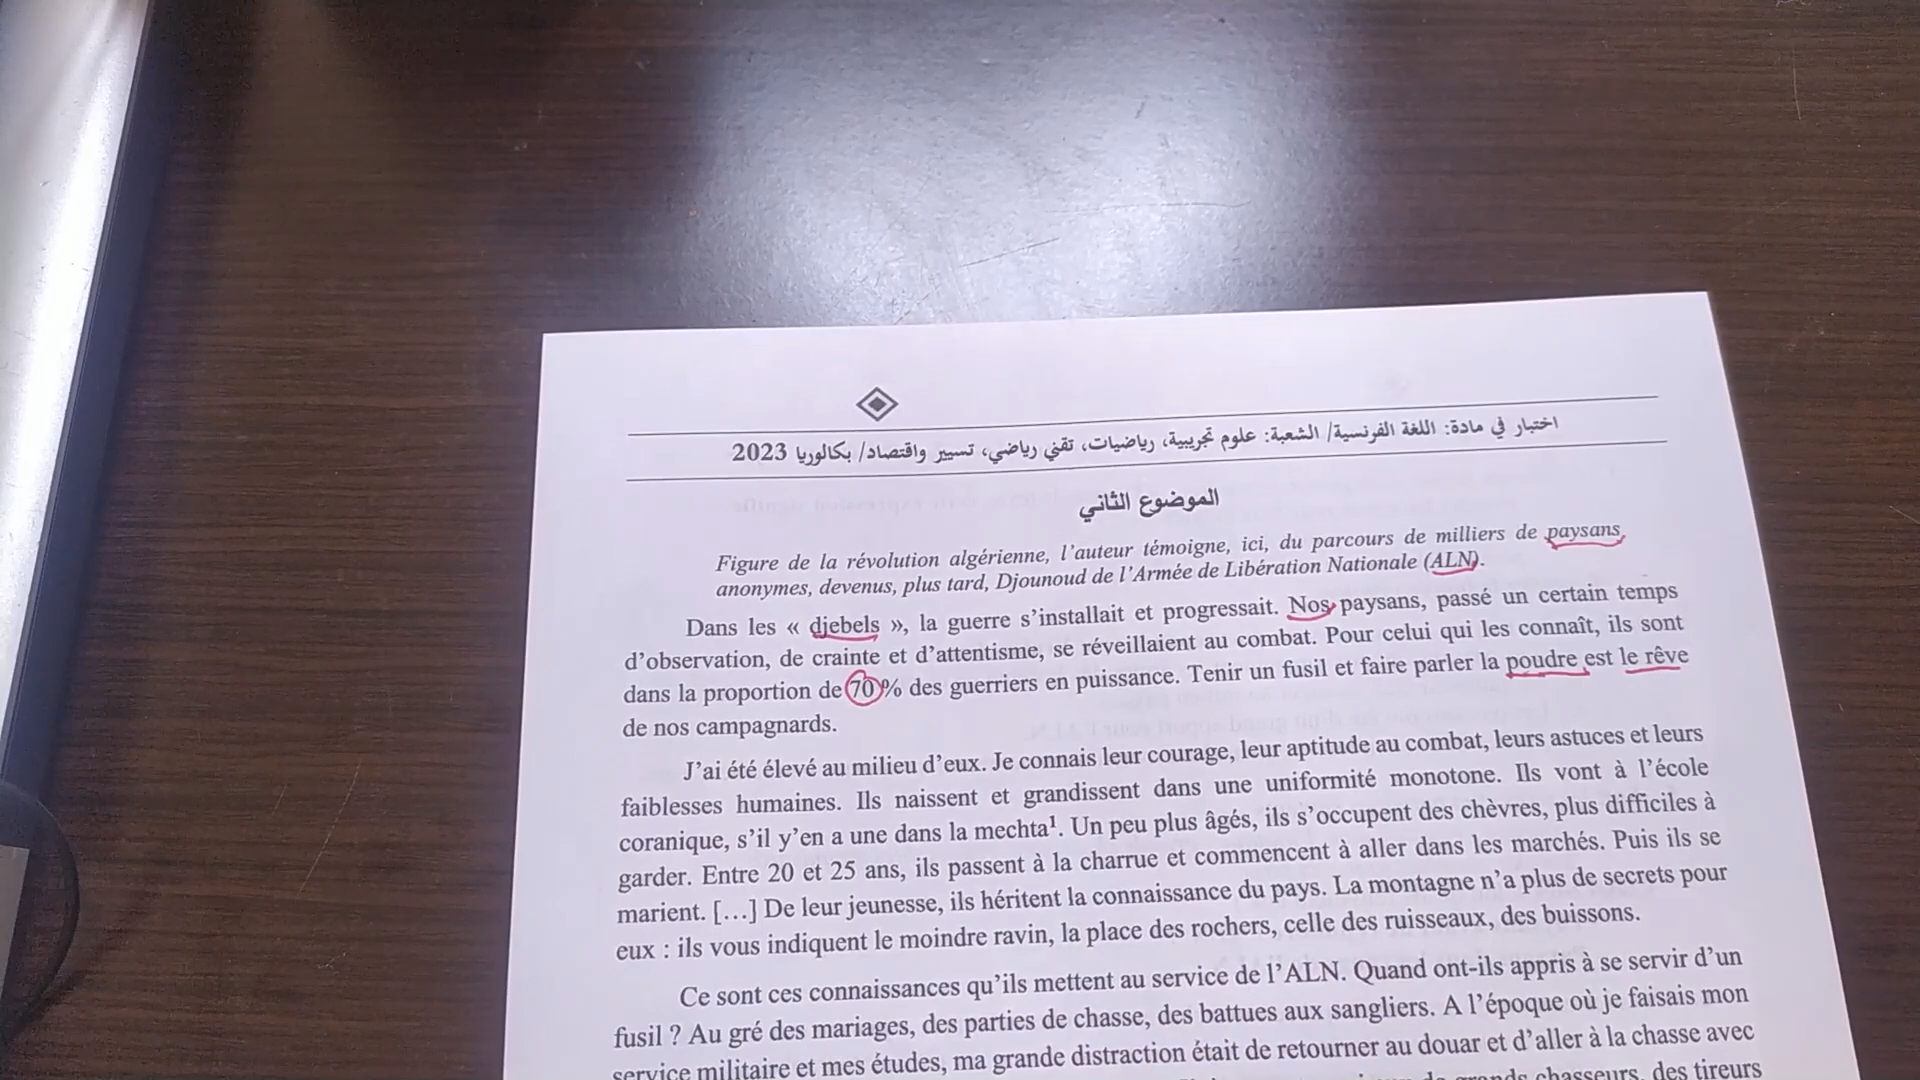 اختبار في مادة: اللغة الفرنسية/ الشعبة: علوم تجريبية، رياضيات، تقني رياضي، تسيير واقتصاد/ بكالوريا 2023
الموضوع الثاني
Figure de la révolution algérienne, l'auteur témoigne, ici, du parcours de milliers de paysans
anonymes, devenus, plus tard, Djounoud de l'Armée de Libération Nationale (ALN).
Dans les « djebels », la guerre s'installait et progressait. Nos paysans, passé un certain temps
d'observation, de crainte et d'attentisme, se réveillaient au combat. Pour celui qui les connaît, ils sont
dans la proportion de 70 % des guerriers en puissance. Tenir un fusil et faire parler la poudre est le rêve
de nos campagnards.
J'ai été élevé au milieu d'eux. Je connais leur courage, leur aptitude au combat, leurs astuces et leurs
faiblesses humaines. Ils naissent et grandissent dans une uniformité monotone. Ils vont à l'école
coranique, s'il y'en a une dans la mechta¹. Un peu plus âgés, ils s'occupent des chèvres, plus difficiles à
garder. Entre 20 et 25 ans, ils passent à la charrue et commencent à aller dans les marchés. Puis ils se
marient. […] De leur jeunesse, ils héritent la connaissance du pays. La montagne n'a plus de secrets pour
eux : ils vous indiquent le moindre ravin, la place des rochers, celle des ruisseaux, des buissons.
Ce sont ces connaissances qu'ils mettent au service de l'ALN. Quand ont-ils appris à se servir d'un
fusil ? Au gré des mariages, des parties de chasse, des battues aux sangliers. A l'époque où je faisais mon
service militaire et mes études, ma grande distraction était de retourner au douar et d'aller à la chasse avec
grands chasseurs, des tireurs